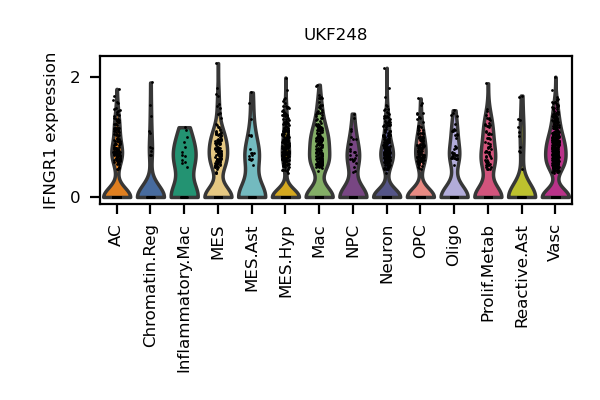 UKF248
IFNGR1 expression
2
0
AC
Chromatin.Reg
Inflammatory.Mac
MES
MES.Ast
MES.Hyp
Mac
NPC
Neuron
OPC
Oligo
Prolif.Metab
Reactive.Ast
Vasc